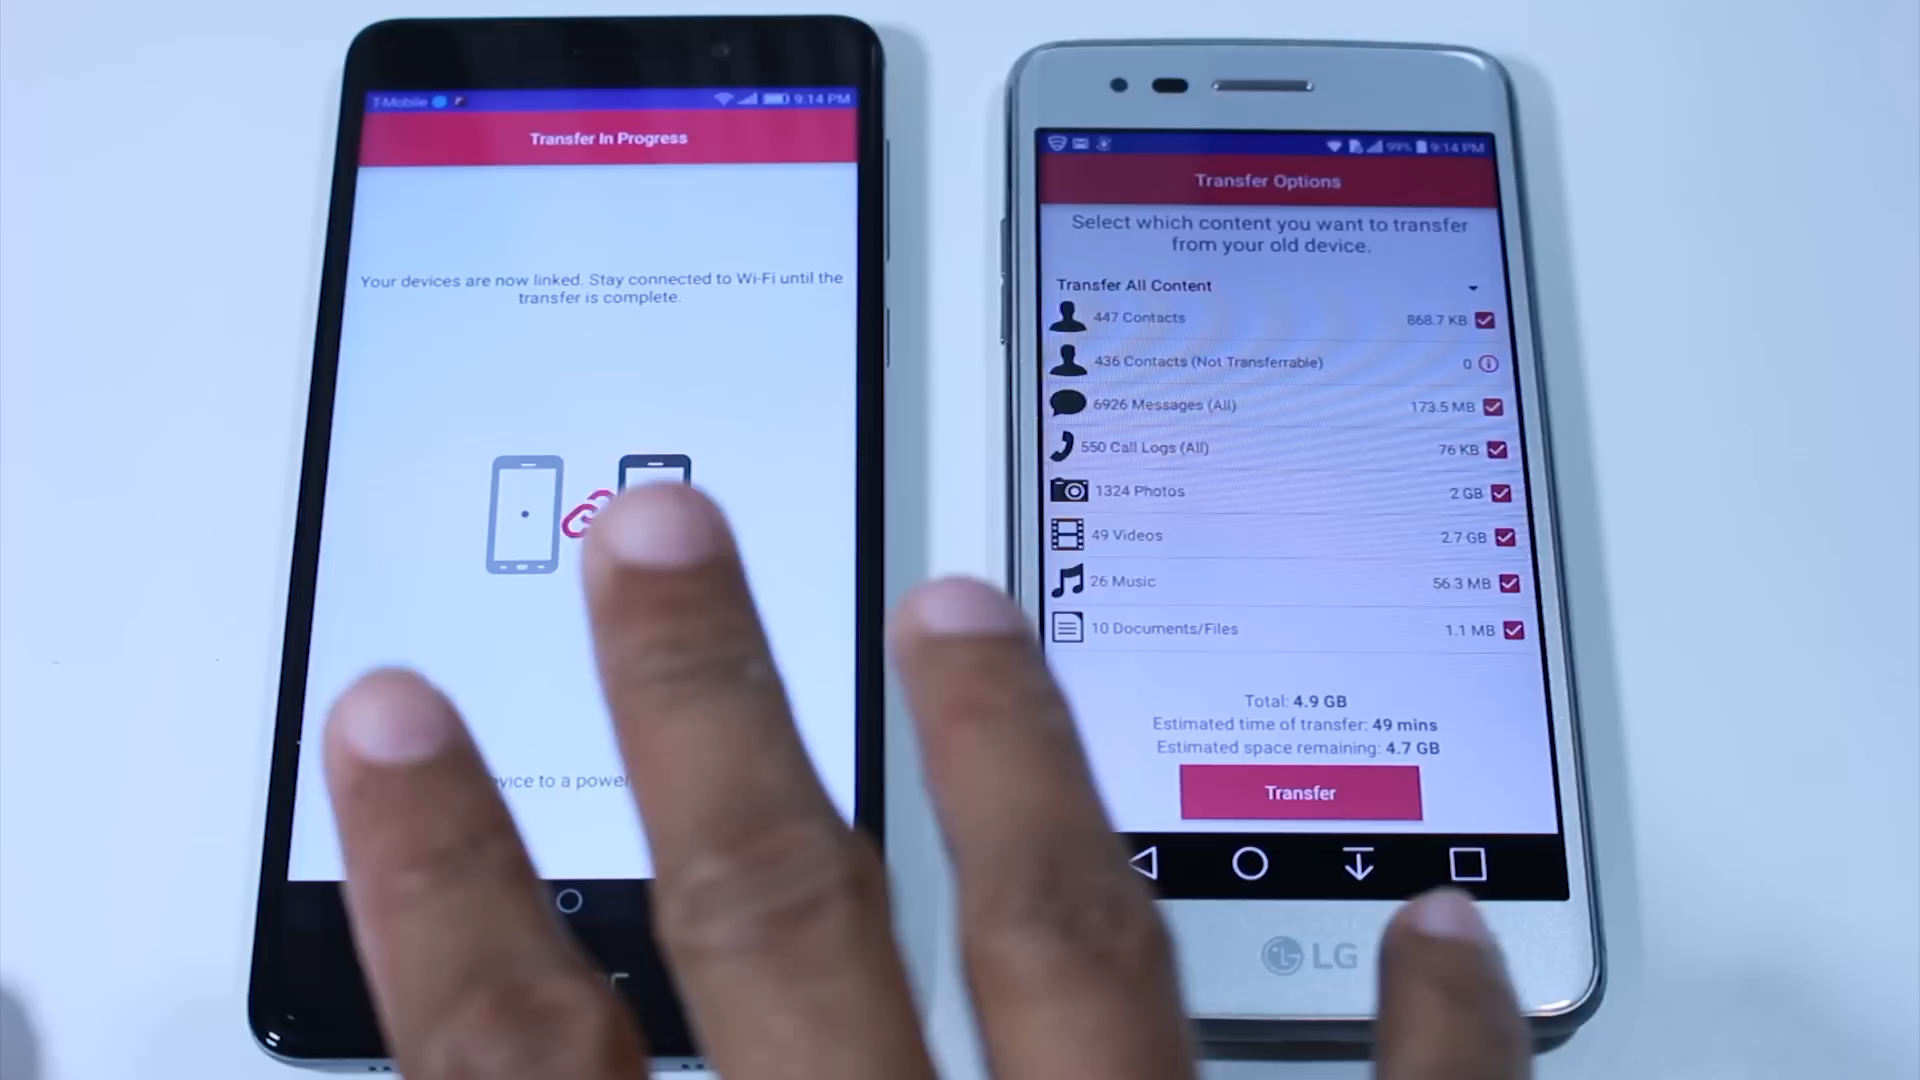 T-Mobile
9:14 PM
Transfer In Progress
Your devices are now linked. Stay connected to Wi-Fi until the
transfer is complete.
to a power
99% 9:14 PM
Transfer Options
Select which content you want to transfer
from your old device.
Transfer All Content
447 Contacts 868.7 KB
436 Contacts (Not Transferrable) 0
6926 Messages (All) 173.5 MB
550 Call Logs (All) 76 KB
1324 Photos 2 GB
49 Videos 2.7 GB
26 Music 56.3 MB
10 Documents/Files 1.1 MB
Total: 4.9 GB
Estimated time of transfer: 49 mins
Estimated space remaining: 4.7 GB
Transfer
LG